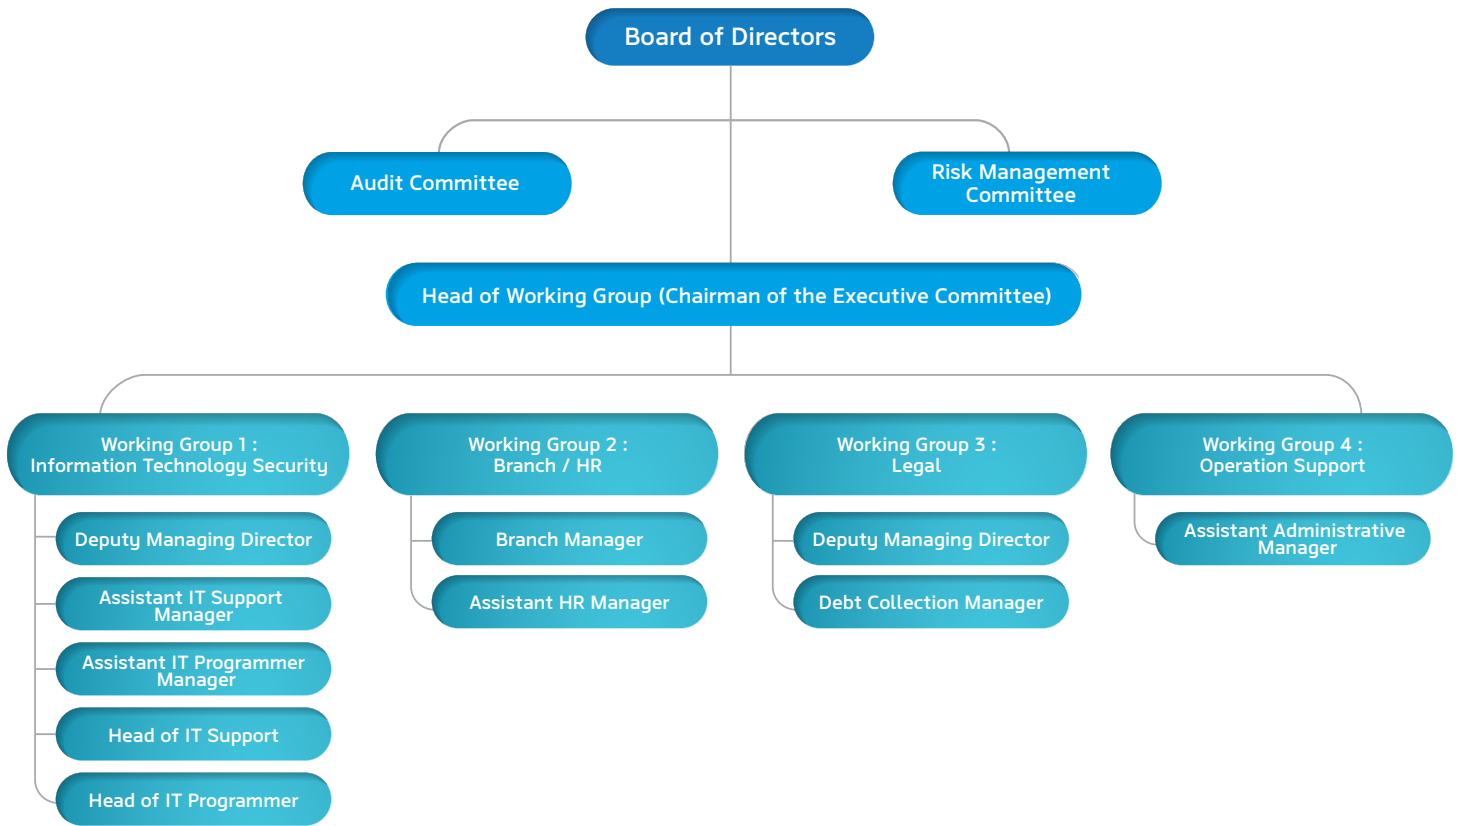 Board of Directors
Audit Committee
Risk Management
Committee
Head of Working Group (Chairman of the Executive Committee)
Working Group 1 :
Information Technology Security
Deputy Managing Director
Assistant IT Support
Manager
Assistant IT Programmer
Manager
Head of IT Support
Head of IT Programmer
Working Group 2 :
Branch / HR
Branch Manager
Assistant HR Manager
Working Group 3 :
Legal
Deputy Managing Director
Debt Collection Manager
Working Group 4 :
Operation Support
Assistant Administrative
Manager